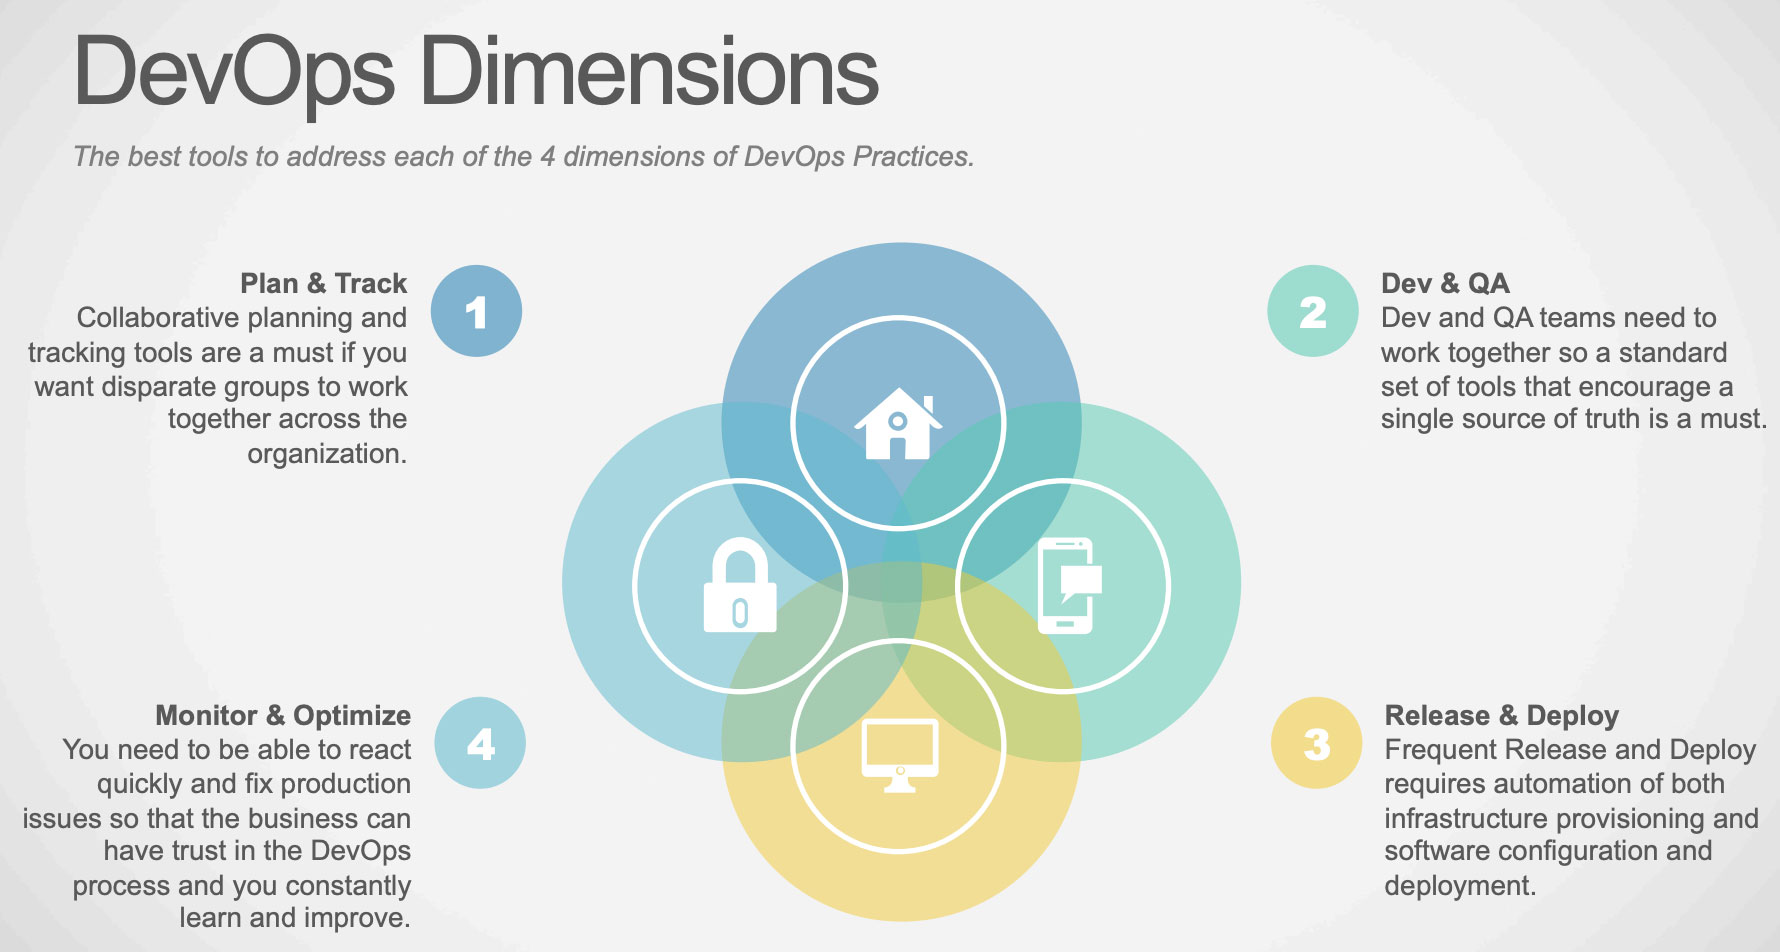 DevOps Dimensions
The best tools to address each of the 4 dimensions of DevOps Practices.
1
Plan & Track
Collaborative planning and
tracking tools are a must if you
want disparate groups to work
together across the
organization.
2
Dev & QA
Dev and QA teams need to
work together so a standard
set of tools that encourage a
single source of truth is a must.
3
Release & Deploy
Frequent Release and Deploy
requires automation of both
infrastructure provisioning and
software configuration and
deployment.
4
Monitor & Optimize
You need to be able to react
quickly and fix production
issues so that the business can
have trust in the DevOps
process and you constantly
learn and improve.